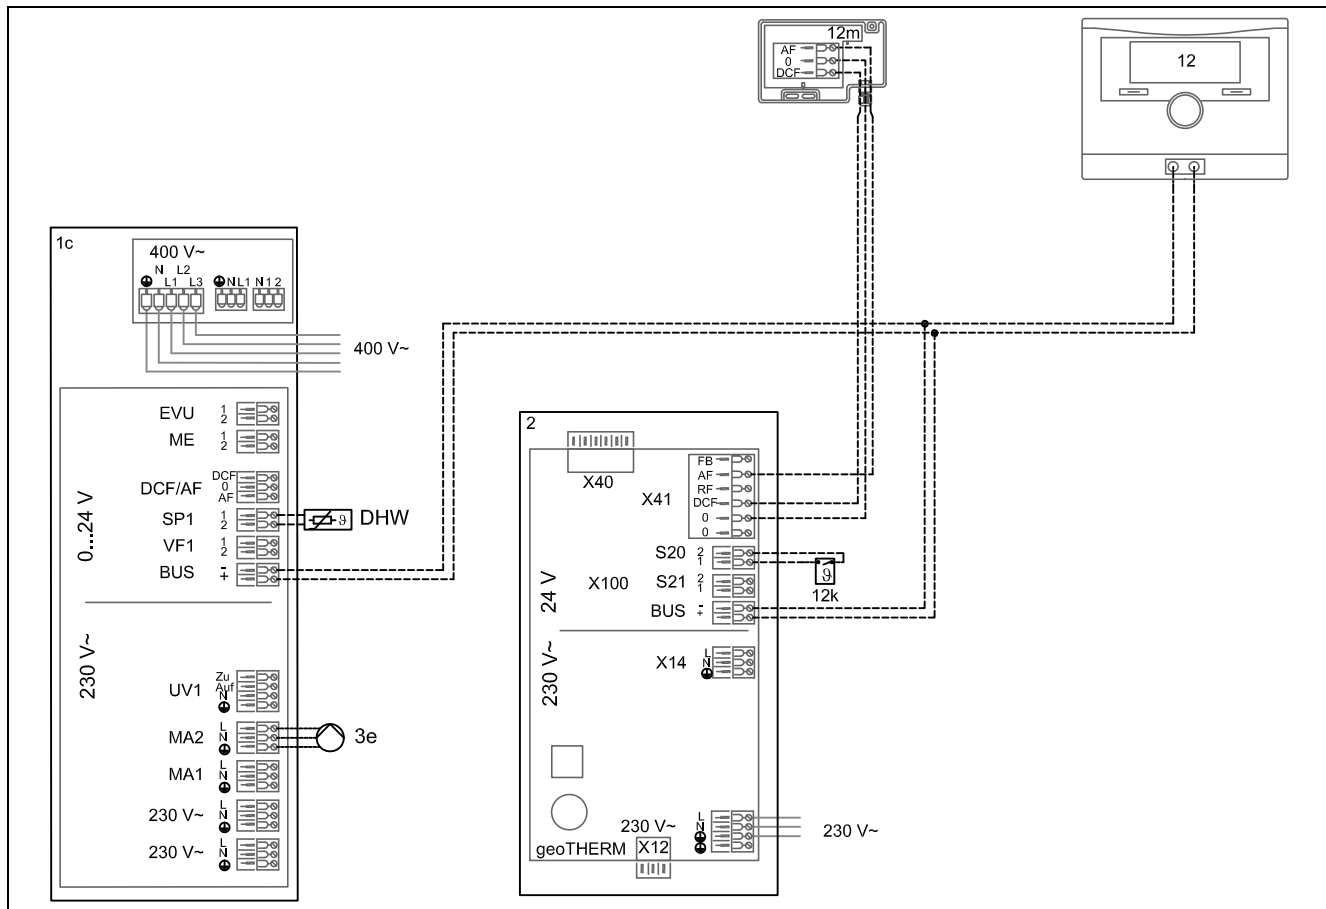 12m
AF
0
DCF
12
1c
400 V~
N L2
L1 L3
N L1 N 1 2
400 V~
EVU 1
2
ME 1
2
DCF/AF DCF
0
AF
SP1 1
2
DHW
VF1 1
2
BUS -
+
0...24 V
230 V~
UV1 Zu
Auf
N
MA2 L
N
3e
MA1 L
N
230 V~ L
N
230 V~ L
N
2
X40
X41
FB
AF
RF
DCF
0
0
S20 2
1
12k
X100
S21 2
1
BUS -
+
24 V
230 V~
X14 L
N
230 V~ L
N
230 V~
geoTHERM X12